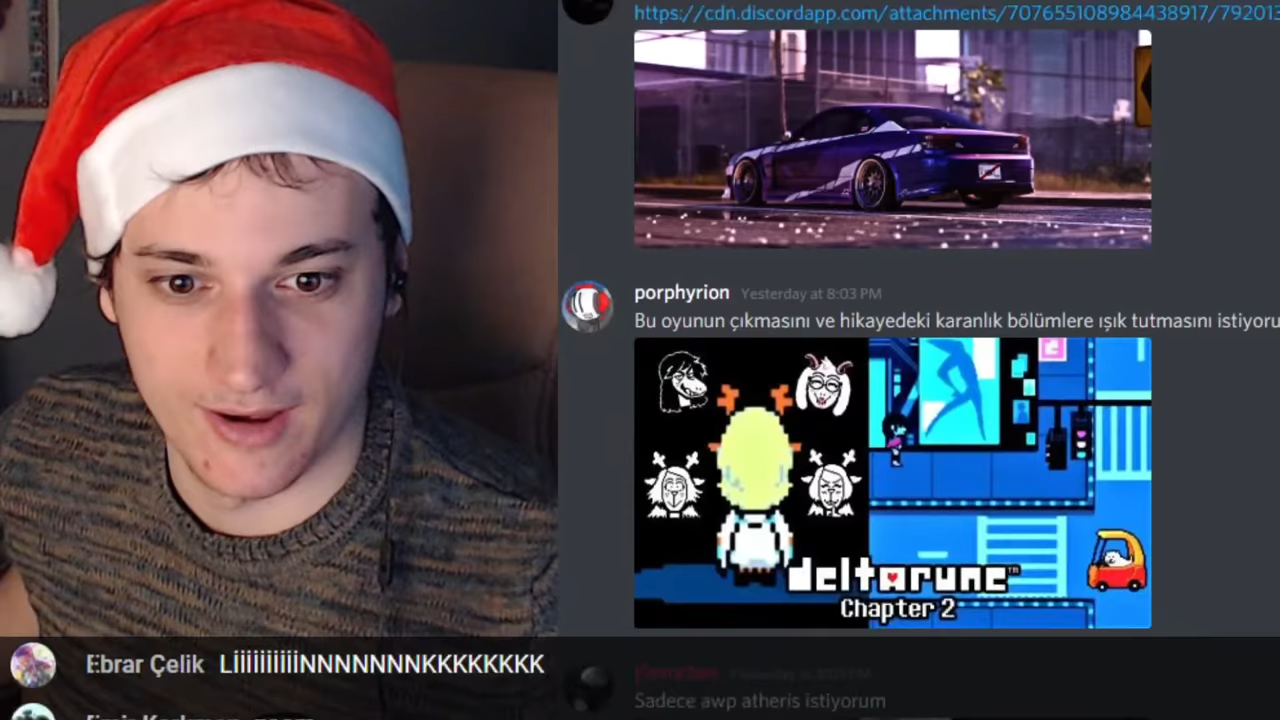 https://cdn.discordapp.com/attachments/707655108984438917/792013
porphyrion Yesterday at 8:03 PM
Bu oyunun çıkmasını ve hikayedeki karanlık bölümlere ışık tutmasını istiyoru
deltarune™
Chapter 2
Ebrar Çelik LİİİİİİİİİİNNNNNNNKKKKKKKK
Sadece awp atheris istiyorum